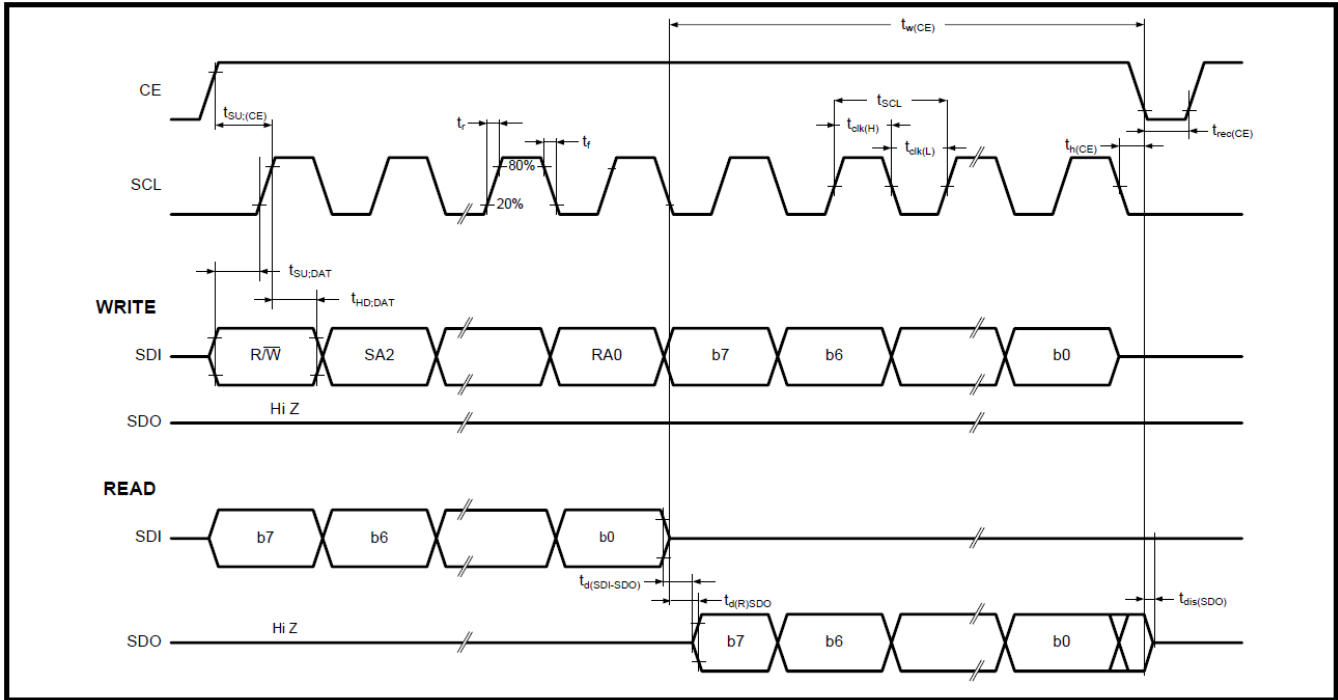 tw(CE)
CE
tSU;(CE)
tr
tf
tSCL
tclk(H)
tclk(L)
th(CE)
trec(CE)
SCL
80%
20%
tSU;DAT
tHD;DAT
WRITE
SDI R/W̅ SA2 RA0 b7 b6 b0
Hi Z
SDO
READ
SDI b7 b6 b0
td(SDI-SDO)
td(R)SDO
tdis(SDO)
Hi Z
SDO b7 b6 b0